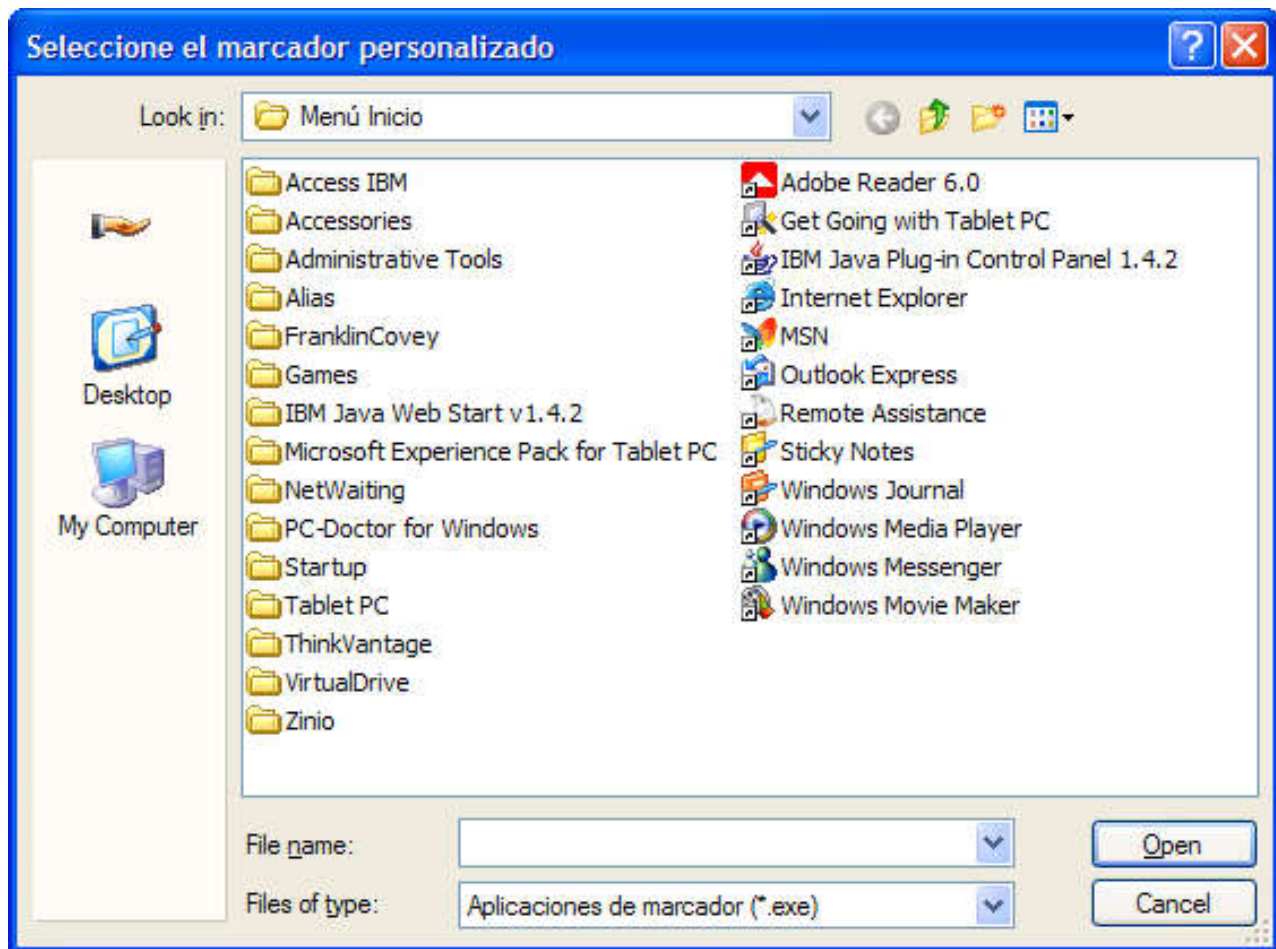 Seleccione el marcador personalizado
Look in:
Menú Inicio
Desktop
My Computer
Access IBM
Accessories
Administrative Tools
Alias
FranklinCovey
Games
IBM Java Web Start v1.4.2
Microsoft Experience Pack for Tablet PC
NetWaiting
PC-Doctor for Windows
Startup
Tablet PC
ThinkVantage
VirtualDrive
Zinio
Adobe Reader 6.0
Get Going with Tablet PC
IBM Java Plug-in Control Panel 1.4.2
Internet Explorer
MSN
Outlook Express
Remote Assistance
Sticky Notes
Windows Journal
Windows Media Player
Windows Messenger
Windows Movie Maker
File name:
Open
Files of type:
Aplicaciones de marcador (*.exe)
Cancel